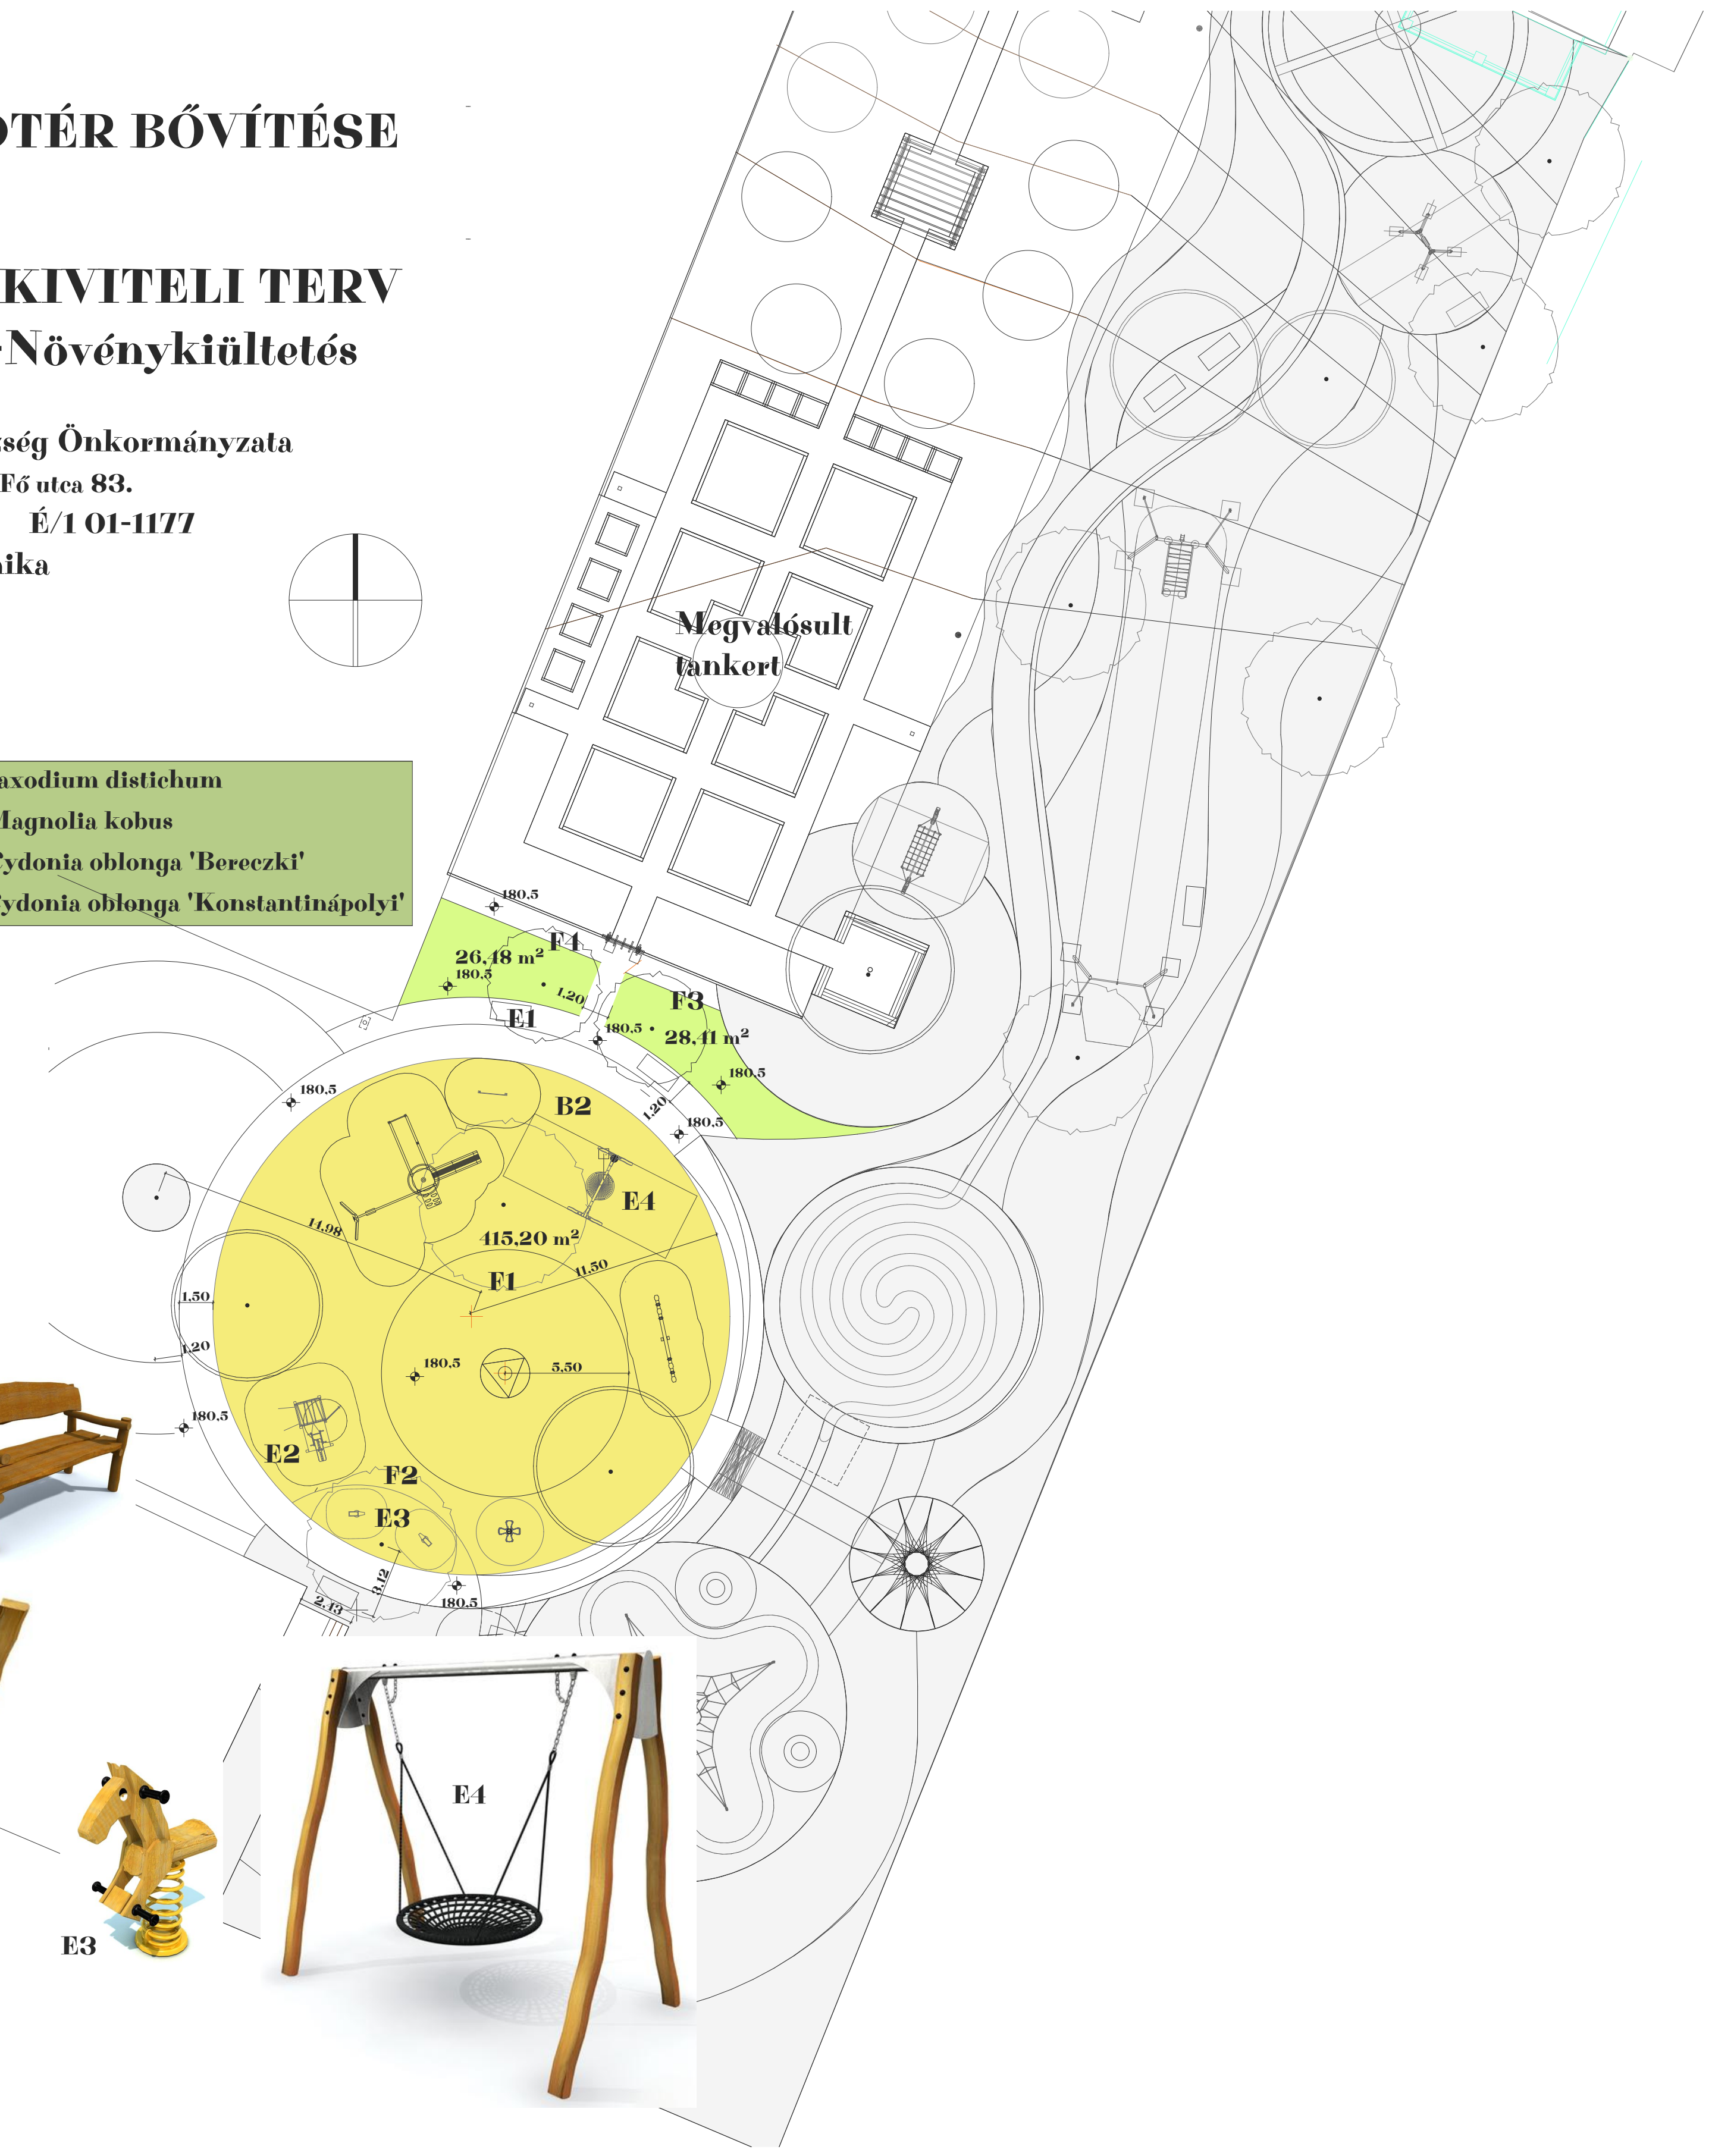 OTÉR BŐVÍTÉSE
KIVITELI TERV
-Növénykiültetés
zség Önkormányzata
Fő utca 83.
É/1 01-1177
nika
Megvalósult
tankert
axodium distichum
Magnolia kobus
Cydonia oblonga 'Bereczki'
Cydonia oblonga 'Konstantinápolyi'
180,5
F4
26,48 m²
180,5
1,20
F3
E1
180,5
28,41 m²
180,5
180,5
B2
1,20
180,5
E4
14,98
415,20 m²
11,50
F1
1,50
1,20
180,5
5,50
180,5
E2
F2
E3
3,12
2,13
180,5
E4
E3